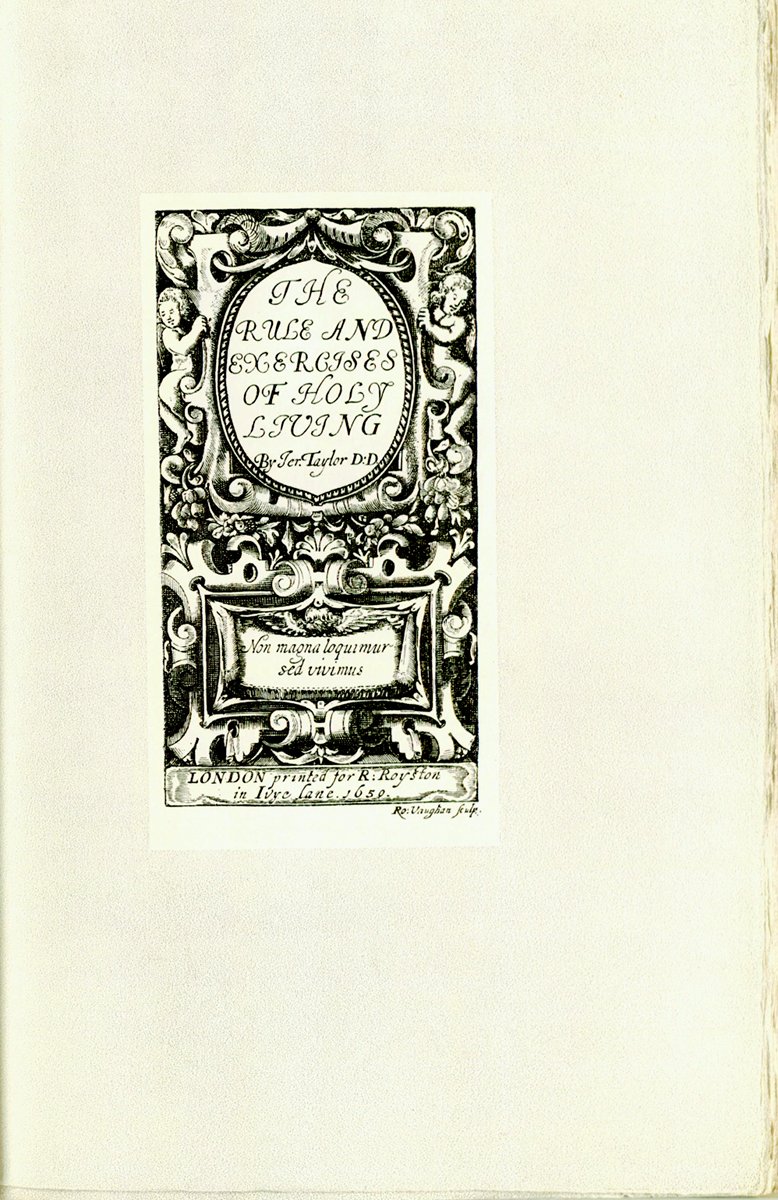 THE
RULE AND
EXERCISES
OF HOLY
LIVING
By Jer. Taylor D.D.
Non magna loquimur
sed vivimus
LONDON printed for R: Royston
in Ivye lane. 1650.
Ro: Vaughan sculp.